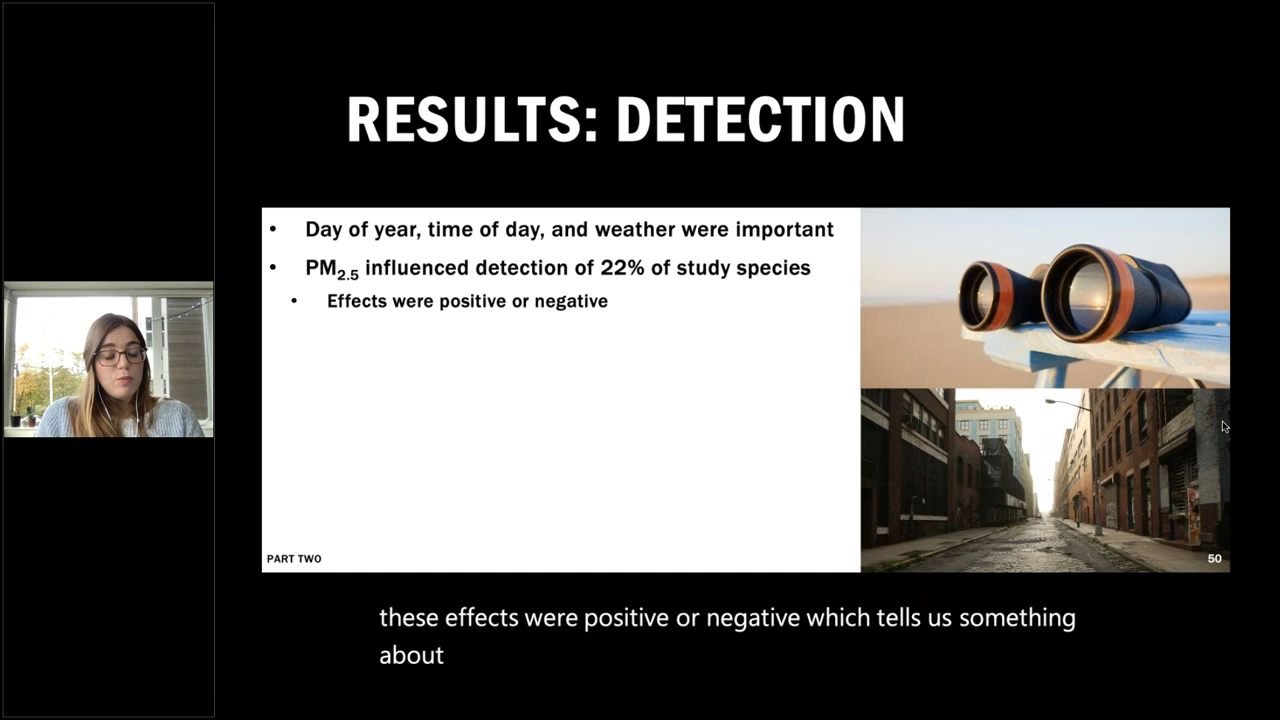 RESULTS: DETECTION
• Day of year, time of day, and weather were important
• PM2.5 influenced detection of 22% of study species
• Effects were positive or negative
PART TWO
50
these effects were positive or negative which tells us something
about